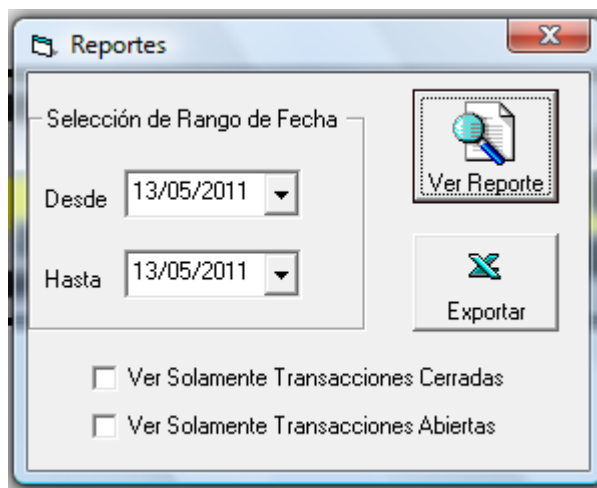 Reportes
Selección de Rango de Fecha
Desde 13/05/2011
Hasta 13/05/2011
Ver Reporte
Exportar
Ver Solamente Transacciones Cerradas
Ver Solamente Transacciones Abiertas